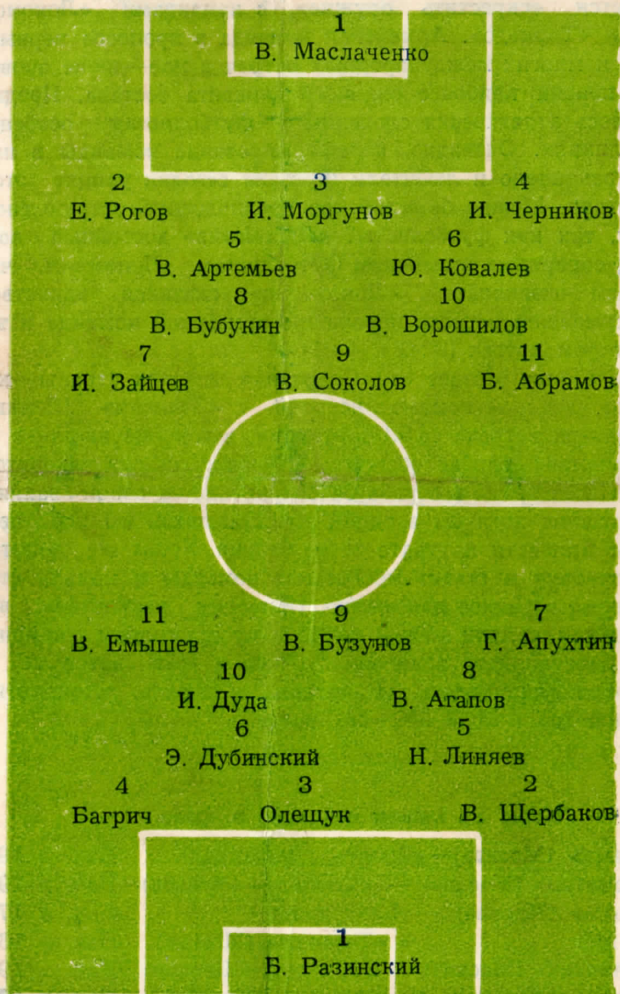 1
В. Маслаченко
2 3 4
Е. Рогов И. Моргунов И. Черников
5 6
В. Артемьев Ю. Ковалев
8 10
В. Бубукин В. Ворошилов
7 9 11
И. Зайцев В. Соколов Б. Абрамов
11 9 7
В. Емышев В. Бузунов Г. Апухтин
10 8
И. Дуда В. Агапов
6 5
Э. Дубинский Н. Линяев
4 3 2
Багрич Олещук В. Щербаков
1
Б. Разинский